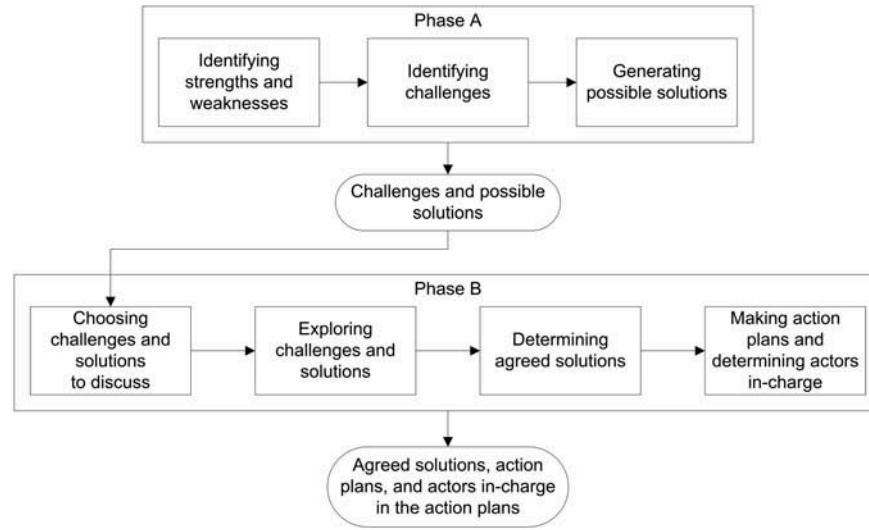 Phase A
Identifying
strengths and
weaknesses
Identifying
challenges
Generating
possible solutions
Challenges and possible
solutions
Phase B
Choosing
challenges and
solutions
to discuss
Exploring
challenges and
solutions
Determining
agreed solutions
Making action
plans and
determining actors
in-charge
Agreed solutions, action
plans, and actors in-charge
in the action plans